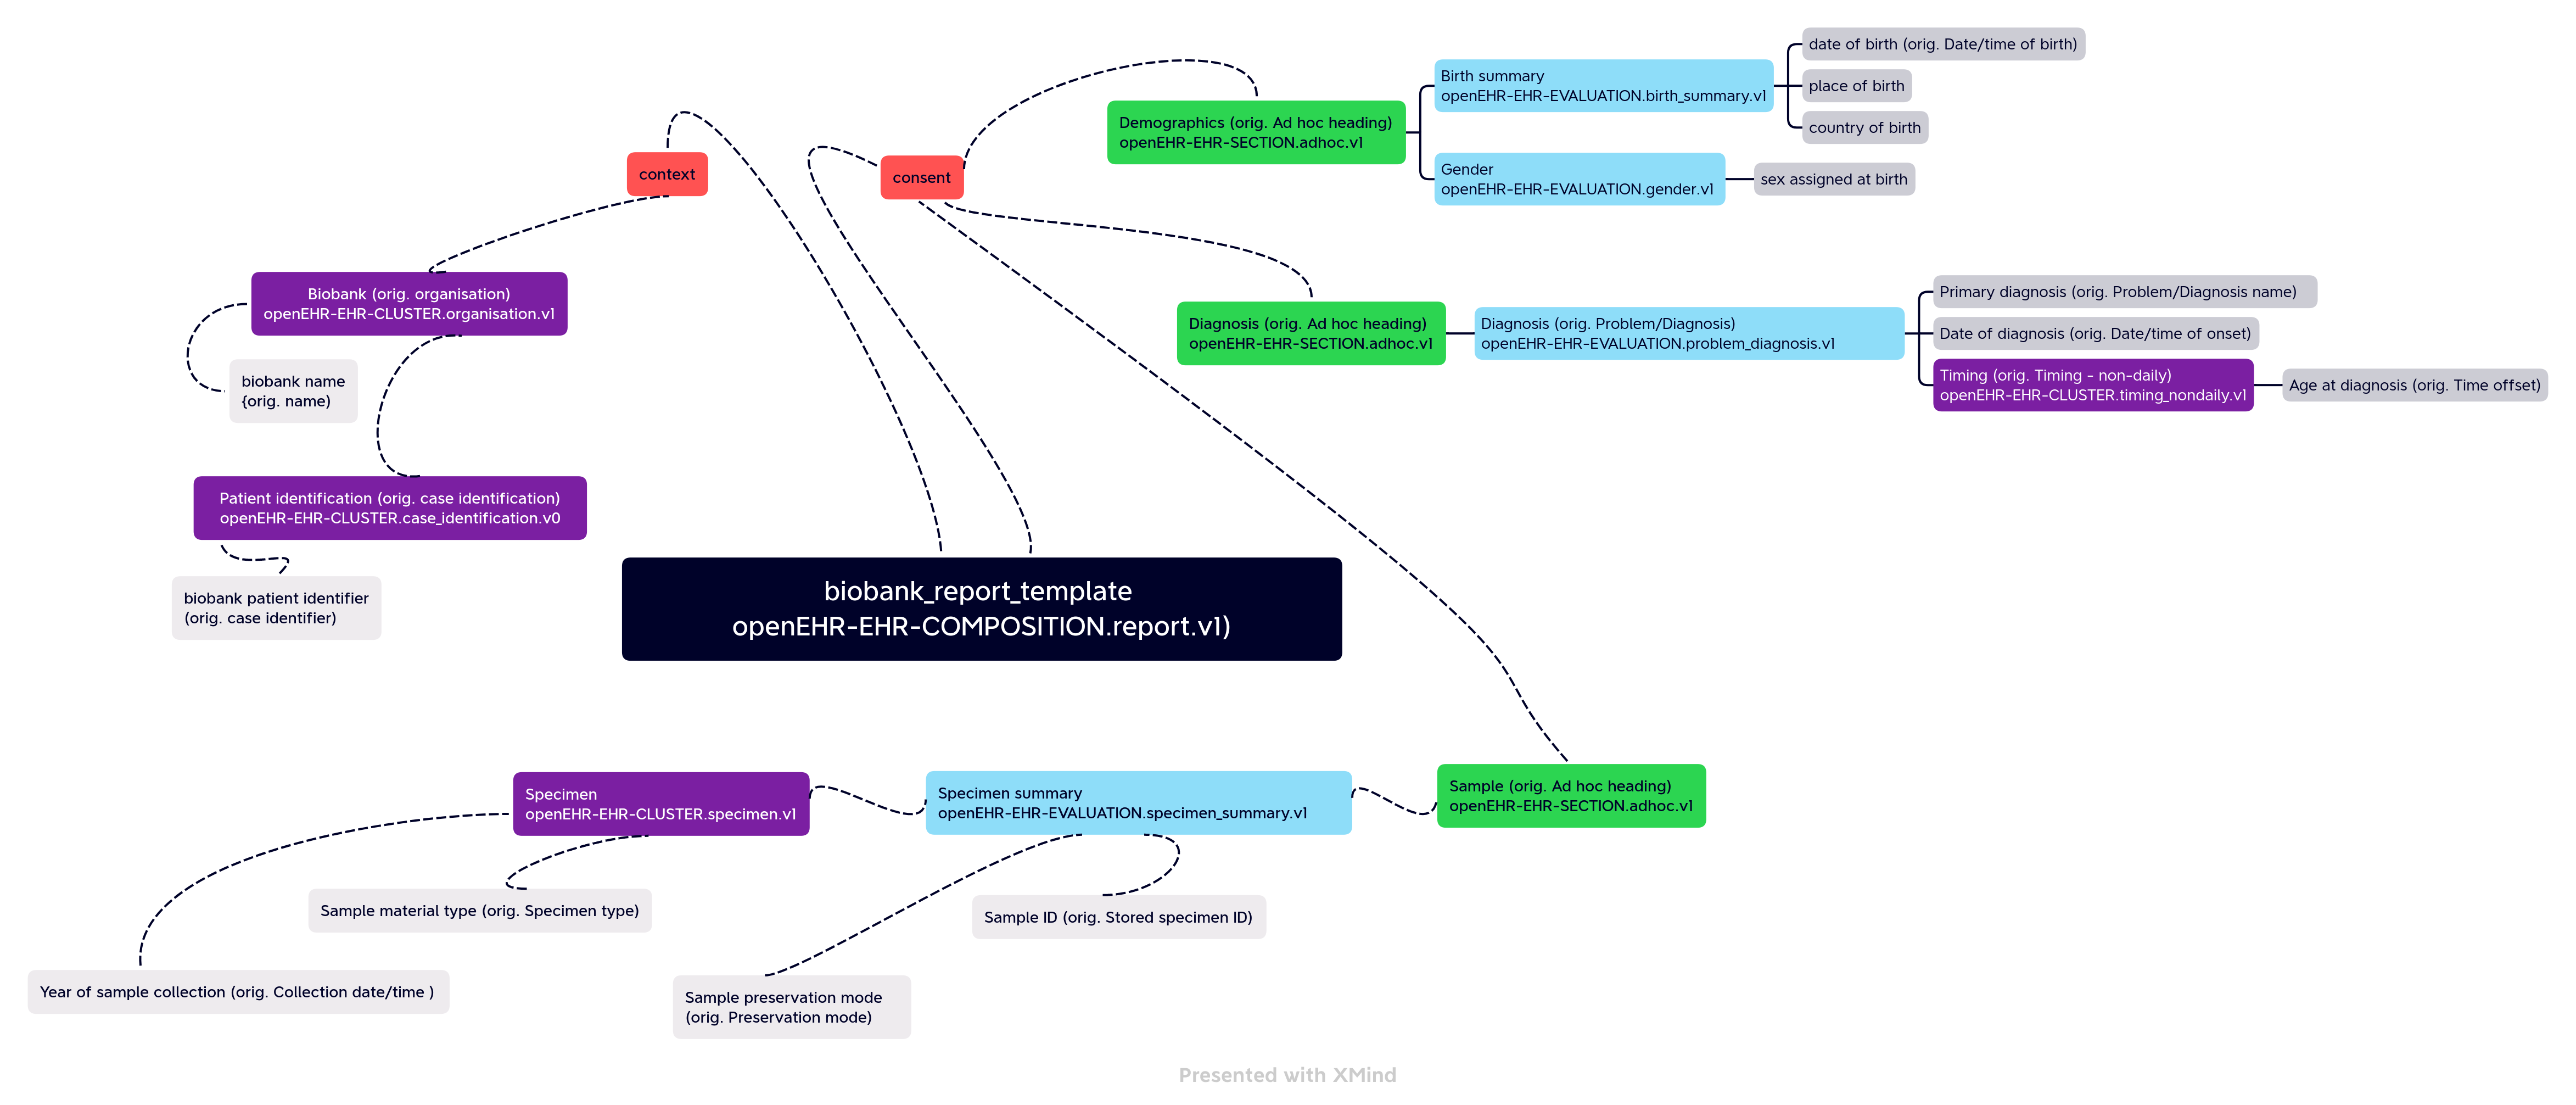 date of birth (orig. Date/time of birth)
Birth summary
openEHR-EHR-EVALUATION.birth_summary.v1
place of birth
country of birth
Demographics (orig. Ad hoc heading)
openEHR-EHR-SECTION.adhoc.v1
Gender
openEHR-EHR-EVALUATION.gender.v1
sex assigned at birth
context
consent
Biobank (orig. organisation)
openEHR-EHR-CLUSTER.organisation.v1
biobank name
{orig. name)
Diagnosis (orig. Ad hoc heading)
openEHR-EHR-SECTION.adhoc.v1
Diagnosis (orig. Problem/Diagnosis)
openEHR-EHR-EVALUATION.problem_diagnosis.v1
Primary diagnosis (orig. Problem/Diagnosis name)
Date of diagnosis (orig. Date/time of onset)
Timing (orig. Timing - non-daily)
openEHR-EHR-CLUSTER.timing_nondaily.v1
Age at diagnosis (orig. Time offset)
Patient identification (orig. case identification)
openEHR-EHR-CLUSTER.case_identification.v0
biobank patient identifier
(orig. case identifier)
biobank_report_template
openEHR-EHR-COMPOSITION.report.v1)
Specimen
openEHR-EHR-CLUSTER.specimen.v1
Specimen summary
openEHR-EHR-EVALUATION.specimen_summary.v1
Sample (orig. Ad hoc heading)
openEHR-EHR-SECTION.adhoc.v1
Sample material type (orig. Specimen type)
Sample ID (orig. Stored specimen ID)
Year of sample collection (orig. Collection date/time )
Sample preservation mode
(orig. Preservation mode)
Presented with XMind